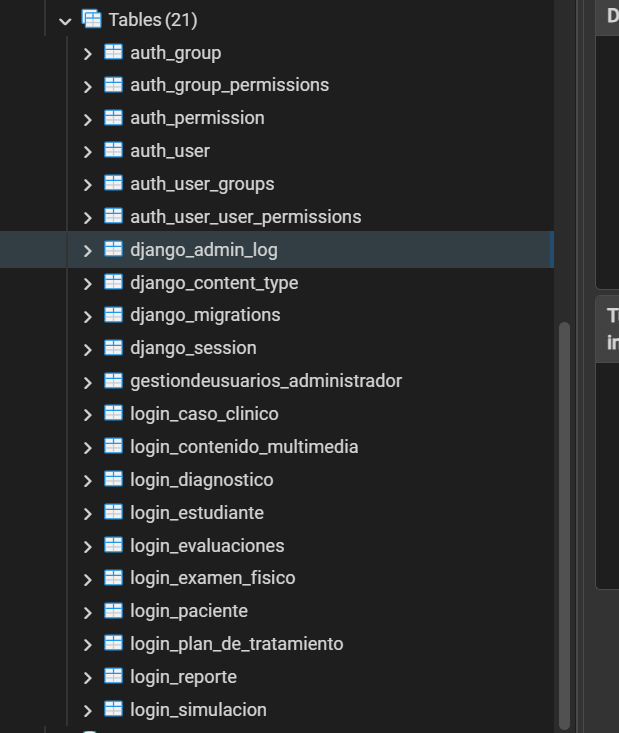 Tables (21)
auth_group
auth_group_permissions
auth_permission
auth_user
auth_user_groups
auth_user_user_permissions
django_admin_log
django_content_type
django_migrations
django_session
gestiondeusuarios_administrador
login_caso_clinico
login_contenido_multimedia
login_diagnostico
login_estudiante
login_evaluaciones
login_examen_fisico
login_paciente
login_plan_de_tratamiento
login_reporte
login_simulacion